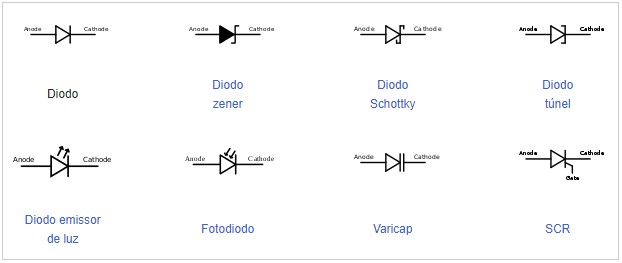 Anode Cathode Anode Cathode Anode Cathode Anode Cathode
Diodo
Diodo
zener
Diodo
Schottky
Diodo
túnel
Anode Cathode Anode Cathode Anode Cathode Anode Cathode
Gate
Diodo emissor
de luz
Fotodiodo
Varicap
SCR